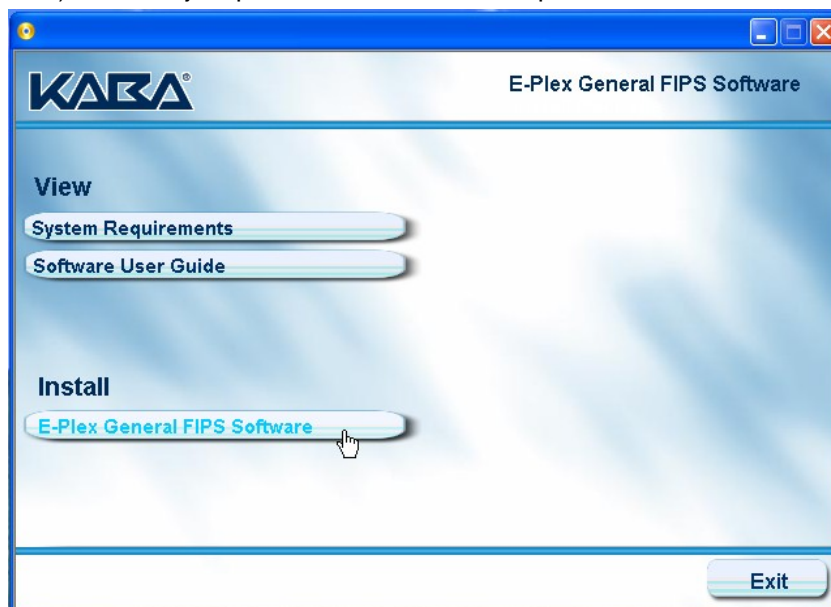 KABA®
E-Plex General FIPS Software
View
System Requirements
Software User Guide
Install
E-Plex General FIPS Software
Exit